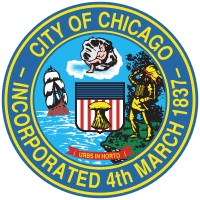 CITY OF CHICAGO
INCORPORATED 4th MARCH 1837
URBS IN HORTO